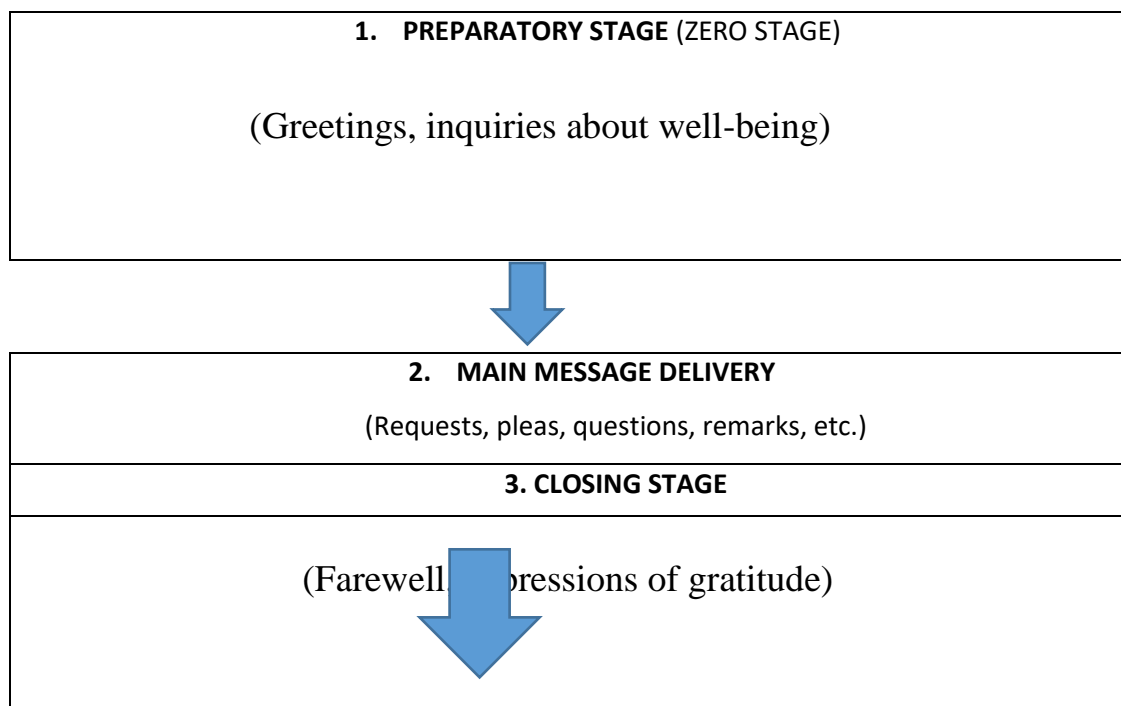 1. PREPARATORY STAGE (ZERO STAGE)
(Greetings, inquiries about well-being)
2. MAIN MESSAGE DELIVERY
(Requests, pleas, questions, remarks, etc.)
3. CLOSING STAGE
(Farewell, pressions of gratitude)